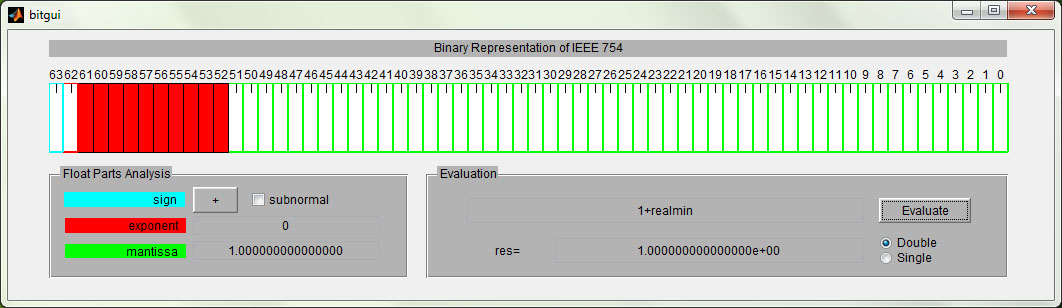 bitgui
Binary Representation of IEEE 754
63 62 61 60 59 58 57 56 55 54 53 52 51 50 49 48 47 46 45 44 43 42 41 40 39 38 37 36 35 34 33 32 31 30 29 28 27 26 25 24 23 22 21 20 19 18 17 16 15 14 13 12 11 10 9 8 7 6 5 4 3 2 1 0
Float Parts Analysis
sign + subnormal
exponent 0
mantissa 1.000000000000000
Evaluation
1+realmin Evaluate
res= 1.000000000000000e+00
Double
Single